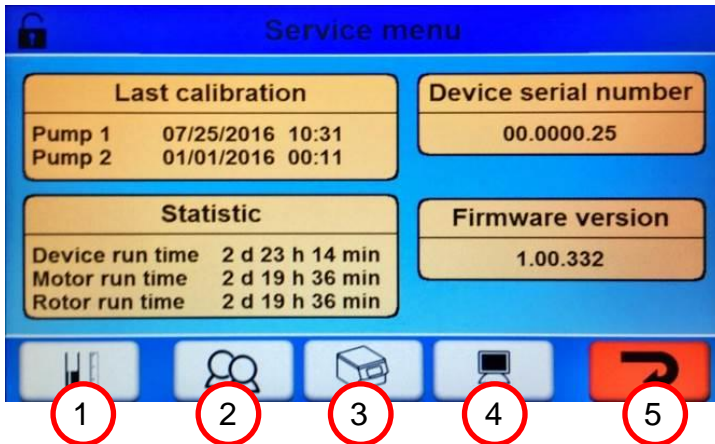 Service menu
Last calibration
Pump 1 07/25/2016 10:31
Pump 2 01/01/2016 00:11
Device serial number
00.0000.25
Statistic
Device run time 2 d 23 h 14 min
Motor run time 2 d 19 h 36 min
Rotor run time 2 d 19 h 36 min
Firmware version
1.00.332
1
2
3
4
5